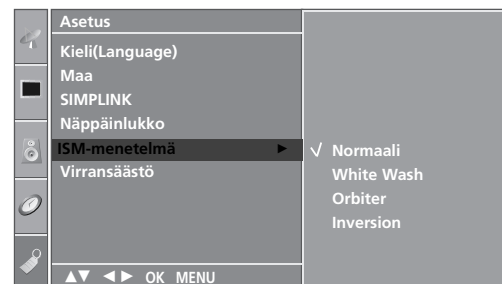 Asetus
Kieli(Language)
Maa
SIMPLINK
Näppäinlukko
ISM-menetelmä ►
Virransäästö
√ Normaali
White Wash
Orbiter
Inversion
▲▼ ◄► OK MENU